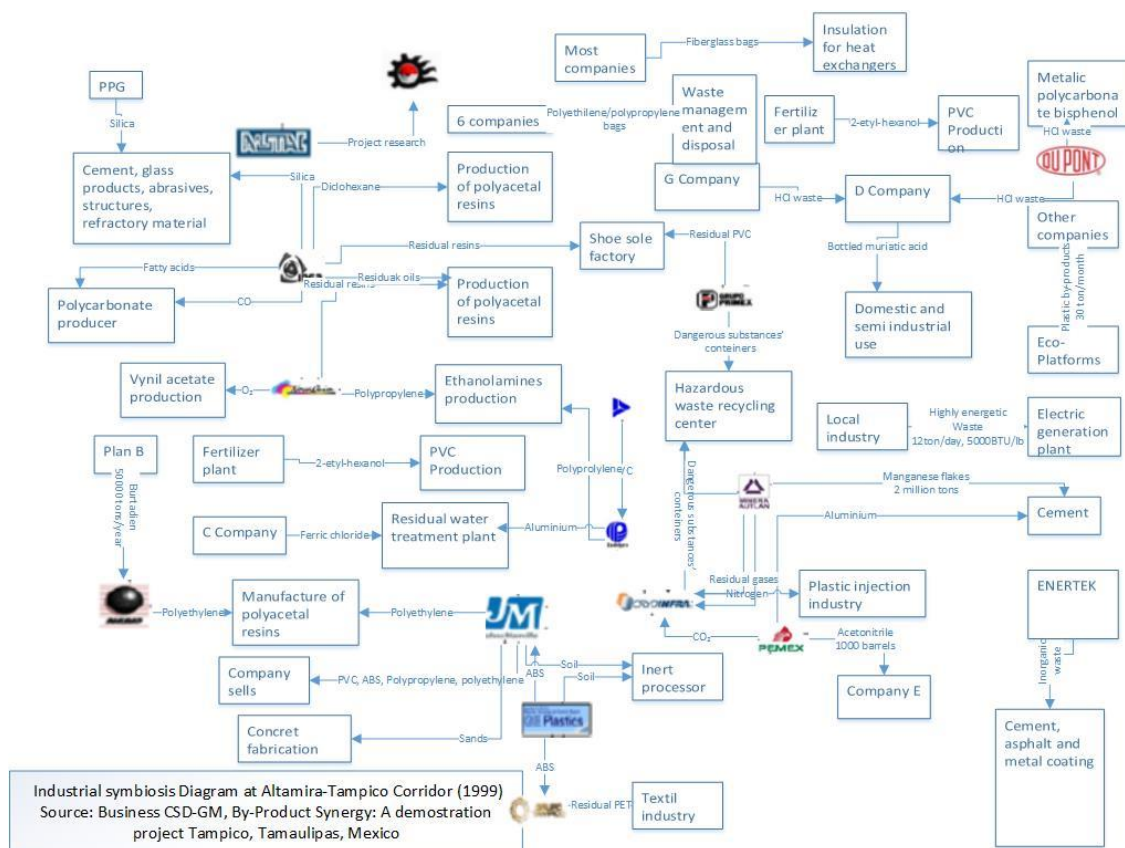 Most
companies
Fiberglass bags
Insulation
for heat
exchangers
PPG
Silica
Cement, glass
products, abrasives,
structures,
refractory material
Project research
Silica
Diclohexane
6 companies
Polyethilene/polypropylene
bags
Waste
managem
ent and
disposal
Fertiliz
er plant
2-etyl-hexanol
PVC
Producti
on
Metalic
polycarbona
te bisphenol
HCl waste
DU PONT
HCl waste
Production
of polyacetal
resins
G Company
HCl waste
D Company
Other
companies
Plastic by-products
30 ton/month
Eco-
Platforms
Bottled muriatic acid
Domestic and
semi industrial
use
Residual resins
Shoe sole
factory
Residual PVC
GRUPO
PRIMEX
Dangerous substances'
conteiners
Fatty acids
CO
Polycarbonate
producer
Residuak oils
Residual resins
Production of
polyacetal
resins
Vynil acetate
production
O₂
Polypropylene
Ethanolamines
production
Hazardous
waste recycling
center
Local
industry
Highly energetic
Waste
12ton/day, 5000BTU/lb
Electric
generation
plant
Plan B
Burtadien
50000 tons/year
Fertilizer
plant
2-etyl-hexanol
PVC
Production
Polyprolylene/C
Dangerous substances'
conteiners
MINERA
AUTLAN
Manganese flakes
2 million tons
Cement
Aluminium
C Company
Ferric chloride
Residual water
treatment plant
Aluminium
Residual gases
Nitrogen
Plastic injection
industry
ENERTEK
Inorganic
waste
Polyethylene
Manufacture of
polyacetal
resins
Polyethylene
JM
CO₂
PEMEX
Acetonitrile
1000 barrels
Company E
Company
sells
PVC, ABS, Polypropylene, polyethylene
ABS
Soil
Soil
Inert
processor
Concret
fabrication
Sands
Plastics
ABS
Residual PET
Textil
industry
Cement,
asphalt and
metal coating
Industrial symbiosis Diagram at Altamira-Tampico Corridor (1999)
Source: Business CSD-GM, By-Product Synergy: A demostration
project Tampico, Tamaulipas, Mexico